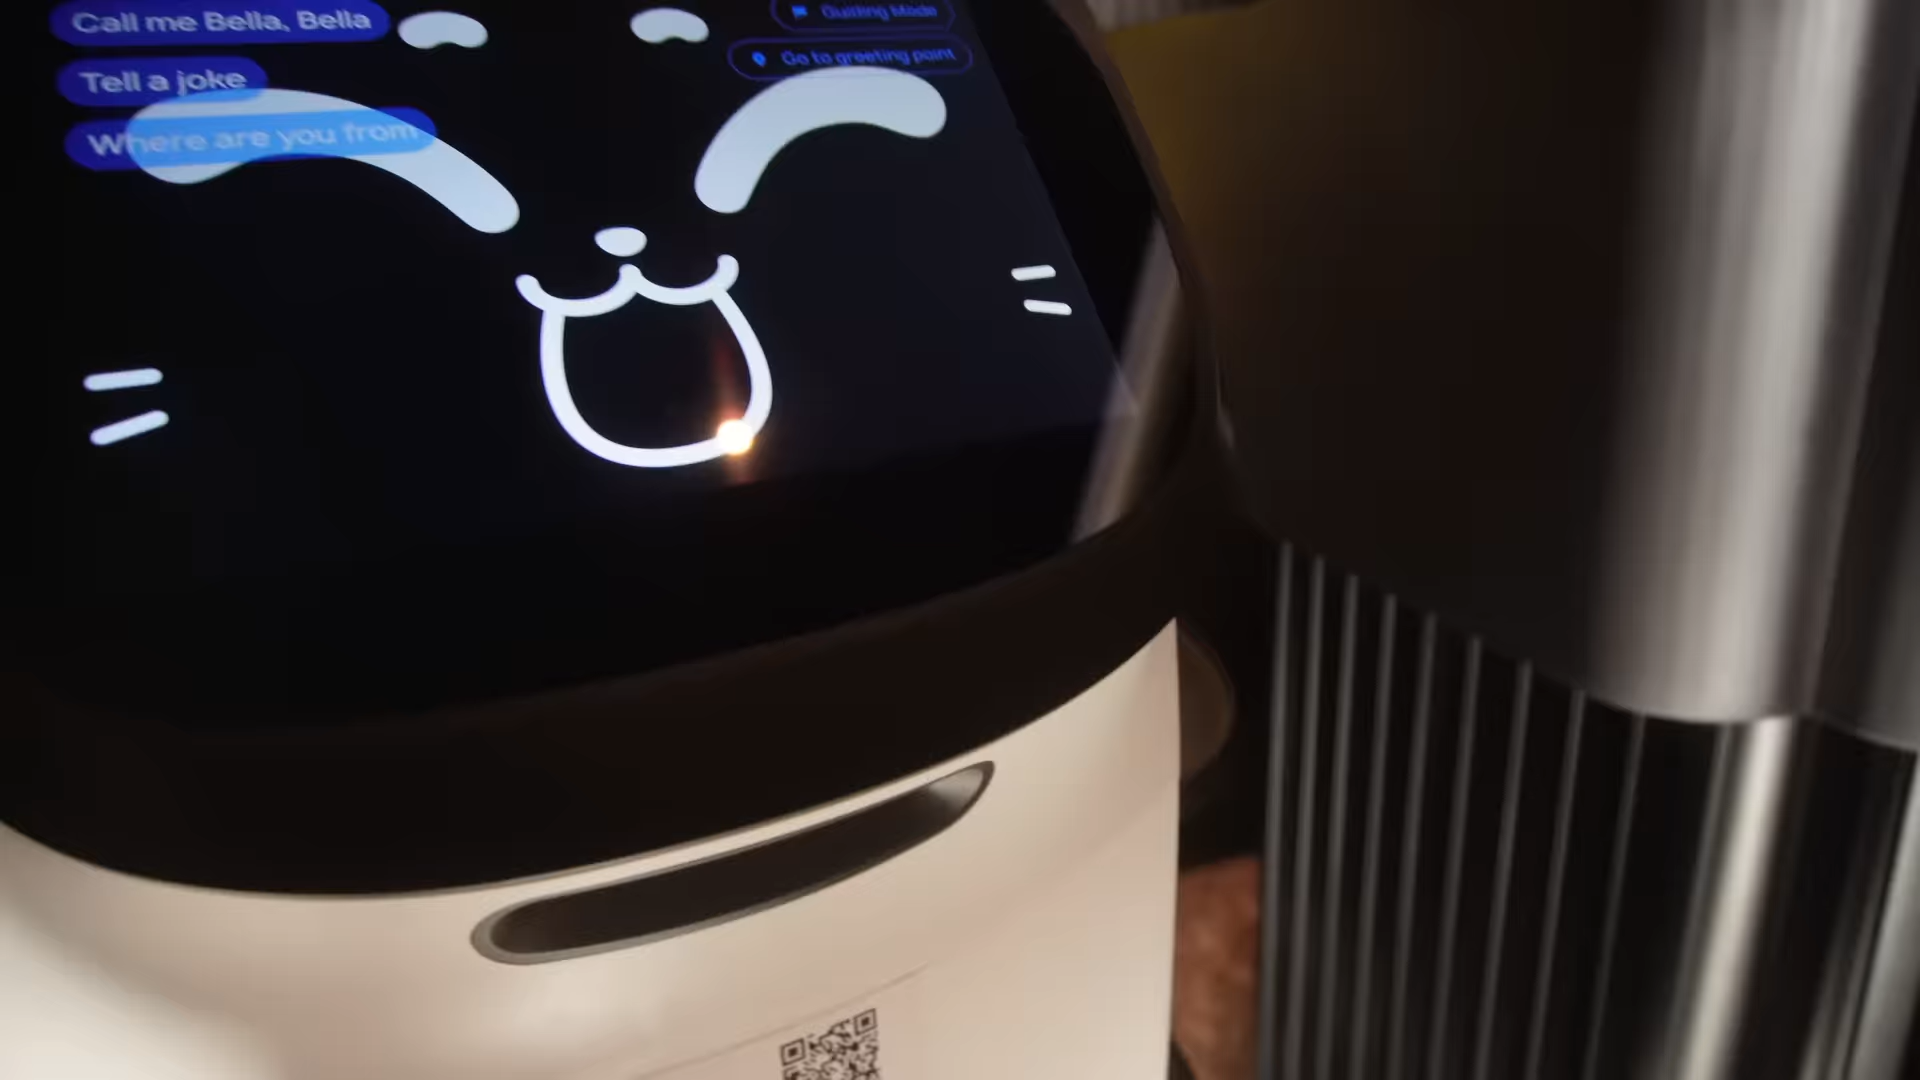 Call me Bella, Bella
Tell a joke
Where are you from
Guiding Mode
Go to greeting point